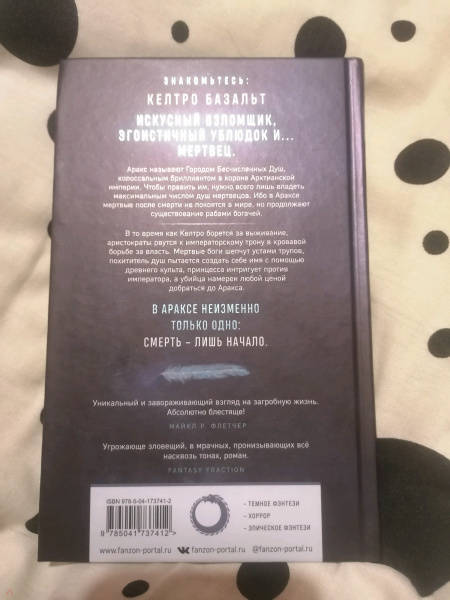 ЗНАКОМЬТЕСЬ:
КЕЛТРО БАЗАЛЬТ
ИСКУСНЫЙ ВЗЛОМЩИК,
ЭГОИСТИЧНЫЙ УБЛЮДОК И...
МЕРТВЕЦ.
Аракс называют Городом Бесчисленных Душ,
колоссальным бриллиантом в короне Арктианской
империи. Чтобы править им, нужно всего лишь владеть
максимальным числом душ мертвецов. Ибо в Араксе
мертвые после смерти не покоятся в мире, но продолжают
существование рабами богачей.
В то время как Келтро борется за выживание,
аристократы рвутся к императорскому трону в кровавой
борьбе за власть. Мертвые боги шепчут устами трупов,
похититель душ пытается создать себе имя с помощью
древнего культа, принцесса интригует против
императора, а убийца намерен любой ценой
добраться до Аракса.
В АРАКСЕ НЕИЗМЕННО
ТОЛЬКО ОДНО:
СМЕРТЬ – ЛИШЬ НАЧАЛО.
Уникальный и завораживающий взгляд на загробную жизнь.
Абсолютно блестяще!
МАЙКЛ Р. ФЛЕТЧЕР
Угрожающе зловещий, в мрачных, пронизывающих всё
насквозь тонах, роман.
FANTASY FRACTION
ISBN 978-5-04-173741-2
9 785041 737412 >
- ТЕМНОЕ ФЭНТЕЗИ
- ХОРРОР
- ЭПИЧЕСКОЕ ФЭНТЕЗИ
www.fanzon-portal.ru fanzon-portal.ru @fanzon-portal.ru